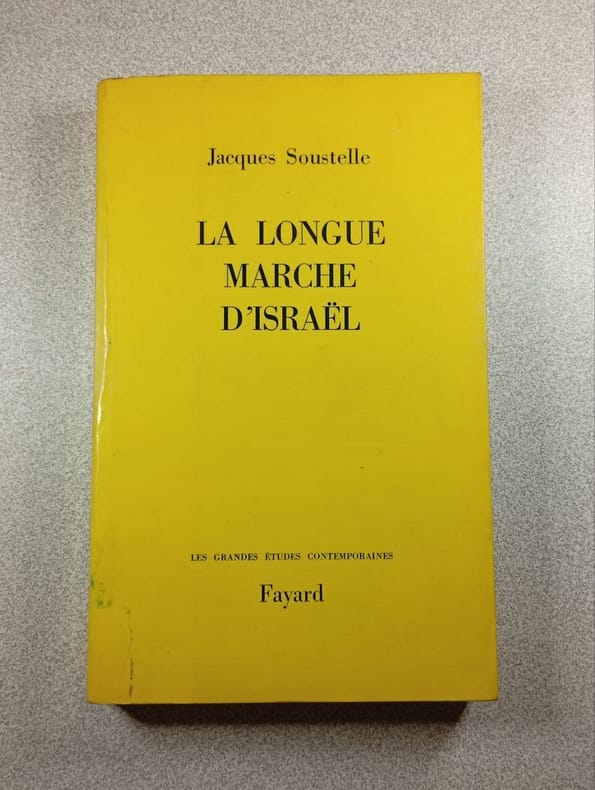 Jacques Soustelle
LA LONGUE
MARCHE
D'ISRAËL
LES GRANDES ÉTUDES CONTEMPORAINES
Fayard